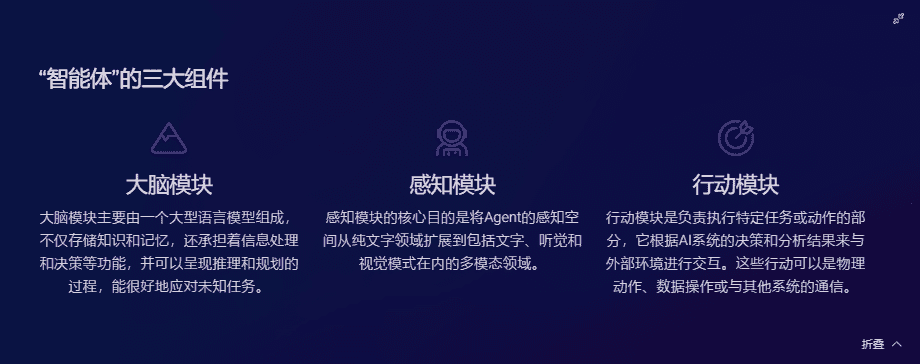 “智能体”的三大组件
大脑模块
大脑模块主要由一个大型语言模型组成，
不仅存储知识和记忆，还承担着信息处理
和决策等功能，并可以呈现推理和规划的
过程，能很好地应对未知任务。
感知模块
感知模块的核心目的是将Agent的感知空
间从纯文字领域扩展到包括文字、听觉和
视觉模式在内的多模态领域。
行动模块
行动模块是负责执行特定任务或动作的部
分，它根据AI系统的决策和分析结果来与
外部环境进行交互。这些行动可以是物理
动作、数据操作或与其他系统的通信。
折叠